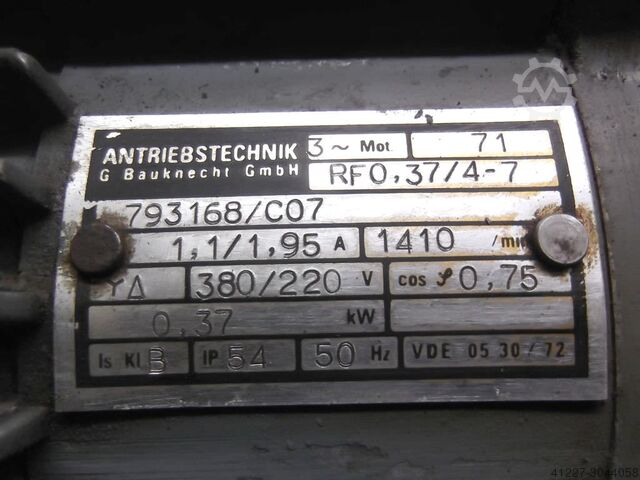 ANTRIEBSTECHNIK 3~ Mot. 71
G Bauknecht GmbH RF0,37/4-7
793168/C07
1,1/1,95 A 1410 /min
Y Δ 380/220 V cos φ 0,75
0,37 kW
Is Kl B IP 54 50 Hz VDE 0530/72
41227-3044058